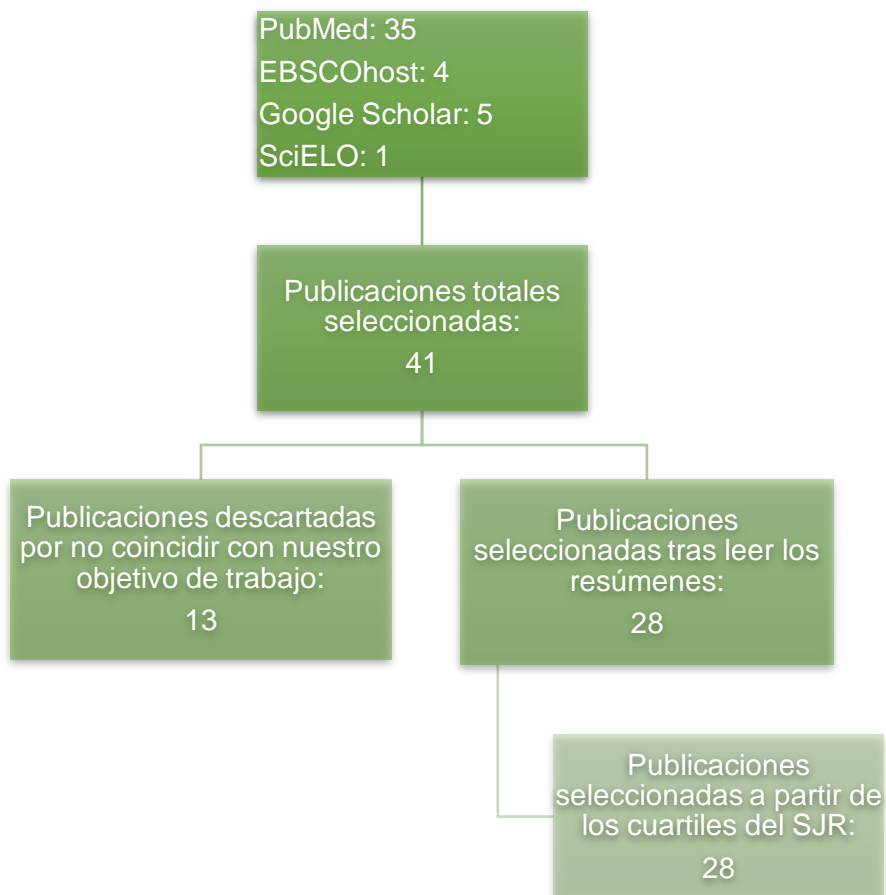 PubMed: 35
EBSCOhost: 4
Google Scholar: 5
SciELO: 1
Publicaciones totales
seleccionadas:
41
Publicaciones descartadas
por no coincidir con nuestro
objetivo de trabajo:
13
Publicaciones
seleccionadas tras leer los
resúmenes:
28
Publicaciones
seleccionadas a partir de
los cuartiles del SJR:
28